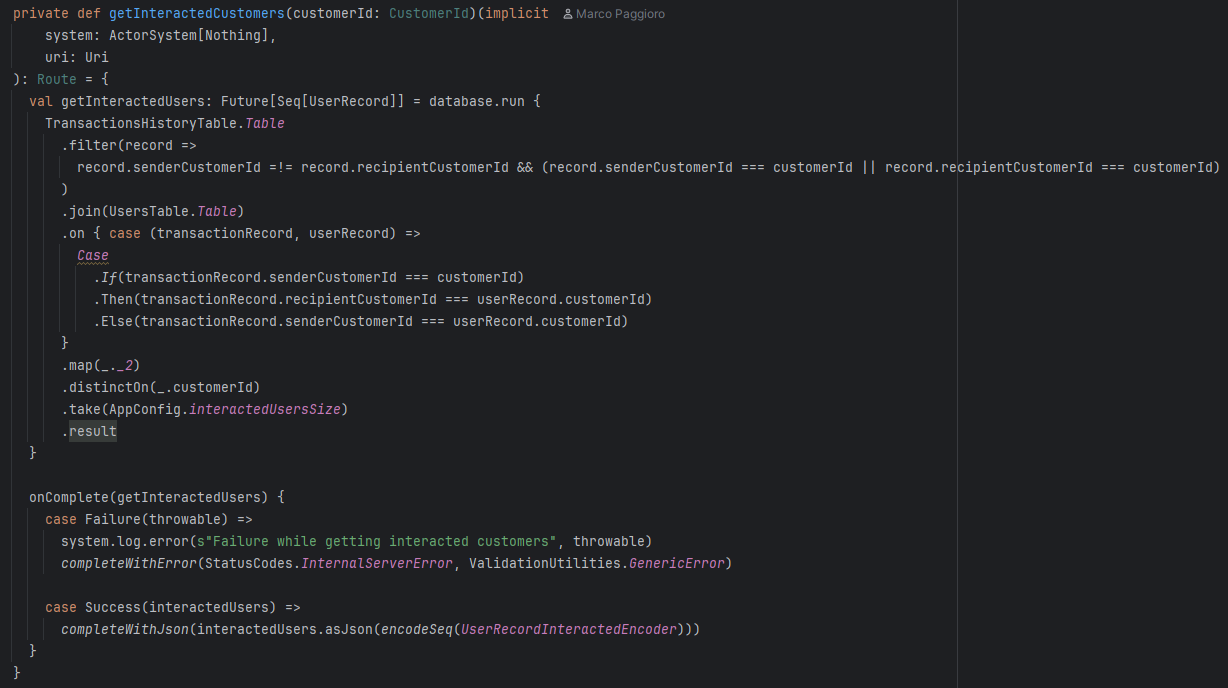 private def getInteractedCustomers(customerId: CustomerId)(implicit Marco Paggioro
    system: ActorSystem[Nothing],
    uri: Uri
): Route = {
  val getInteractedUsers: Future[Seq[UserRecord]] = database.run {
    TransactionsHistoryTable.Table
      .filter(record =>
        record.senderCustomerId =!= record.recipientCustomerId && (record.senderCustomerId === customerId || record.recipientCustomerId === customerId)
      )
      .join(UsersTable.Table)
      .on { case (transactionRecord, userRecord) =>
        Case
          .If(transactionRecord.senderCustomerId === customerId)
          .Then(transactionRecord.recipientCustomerId === userRecord.customerId)
          .Else(transactionRecord.senderCustomerId === userRecord.customerId)
      }
      .map(_._2)
      .distinctOn(_.customerId)
      .take(AppConfig.interactedUsersSize)
      .result
  }

  onComplete(getInteractedUsers) {
    case Failure(throwable) =>
      system.log.error(s"Failure while getting interacted customers", throwable)
      completeWithError(StatusCodes.InternalServerError, ValidationUtilities.GenericError)

    case Success(interactedUsers) =>
      completeWithJson(interactedUsers.asJson(encodeSeq(UserRecordInteractedEncoder)))
  }
}